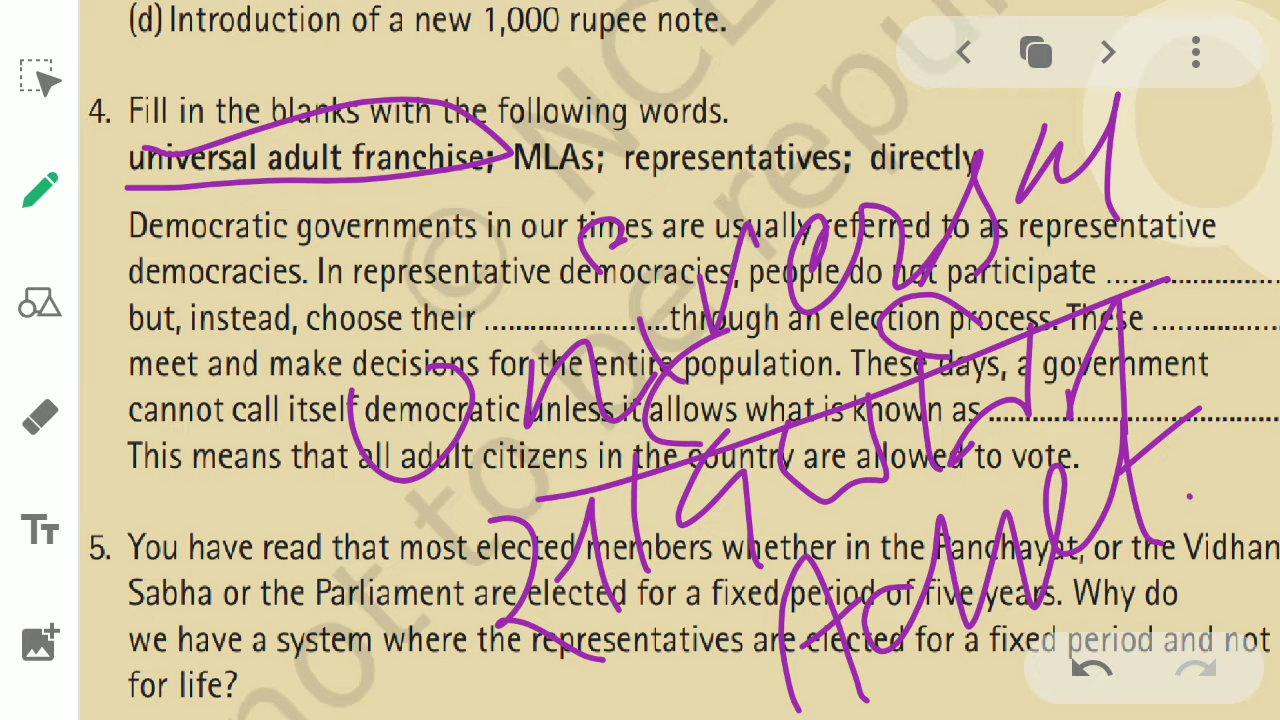 (d) Introduction of a new 1,000 rupee note.
4. Fill in the blanks with the following words.
universal adult franchise; MLAs; representatives; directly
Democratic governments in our times are usually referred to as representative
democracies. In representative democracies, people do not participate ........................
but, instead, choose their ........................through an election process. These ..................
meet and make decisions for the entire population. These days, a government
cannot call itself democratic unless it allows what is known as .......................................
This means that all adult citizens in the country are allowed to vote.
5. You have read that most elected members whether in the Panchayat, or the Vidhan
Sabha or the Parliament are elected for a fixed period of five years. Why do
we have a system where the representatives are elected for a fixed period and not
for life?
TT